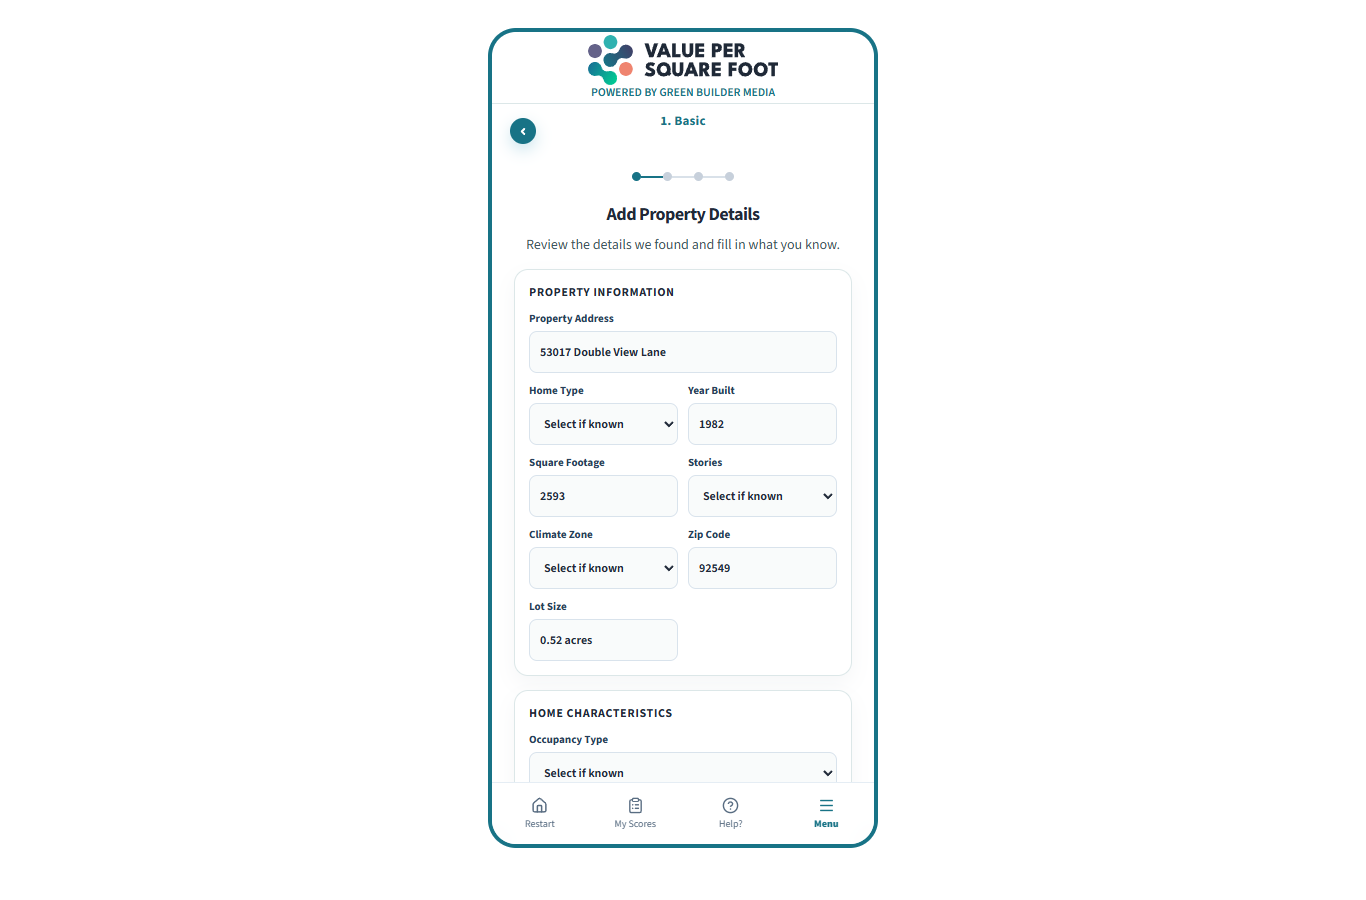 VALUE PER
SQUARE FOOT
POWERED BY GREEN BUILDER MEDIA
1. Basic
Add Property Details
Review the details we found and fill in what you know.
PROPERTY INFORMATION
Property Address
53017 Double View Lane
Home Type
Year Built
Select if known
1982
Square Footage
Stories
2593
Select if known
Climate Zone
Zip Code
Select if known
92549
Lot Size
0.52 acres
HOME CHARACTERISTICS
Occupancy Type
Select if known
Restart
My Scores
Help?
Menu